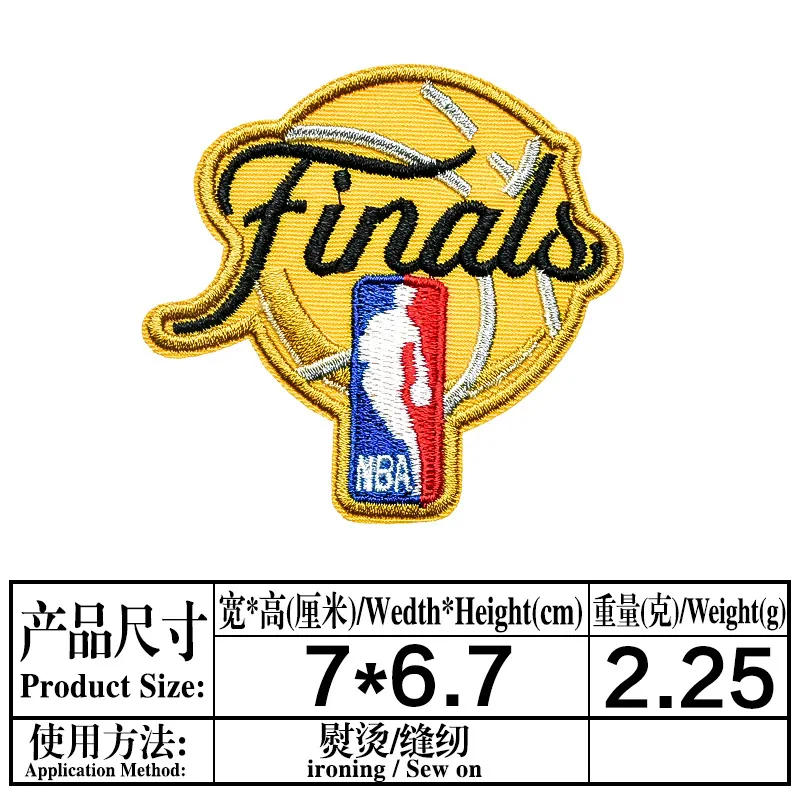 Finals
NBA
产品尺寸
Product Size:
宽*高(厘米)/Wedth*Height(cm)
重量(克)/Weight(g)
7*6.7
2.25
使用方法:
Application Method:
熨烫/缝纫
ironing / Sew on